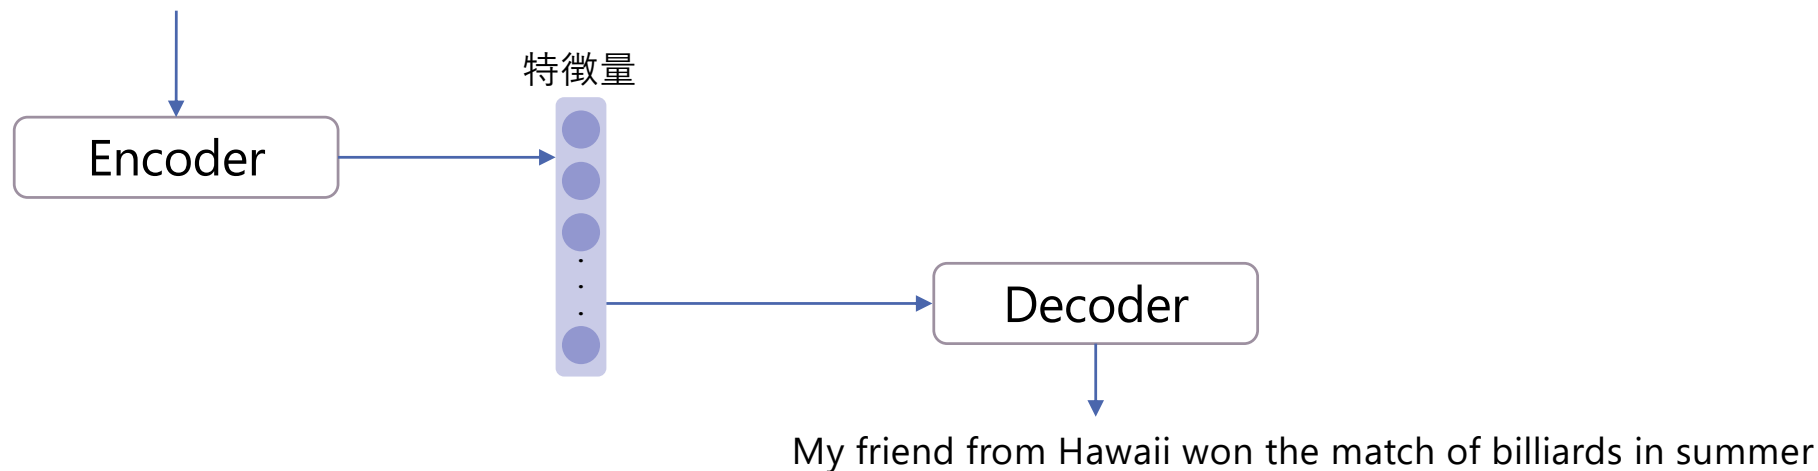 特徴量
Encoder
Decoder
My friend from Hawaii won the match of billiards in summer